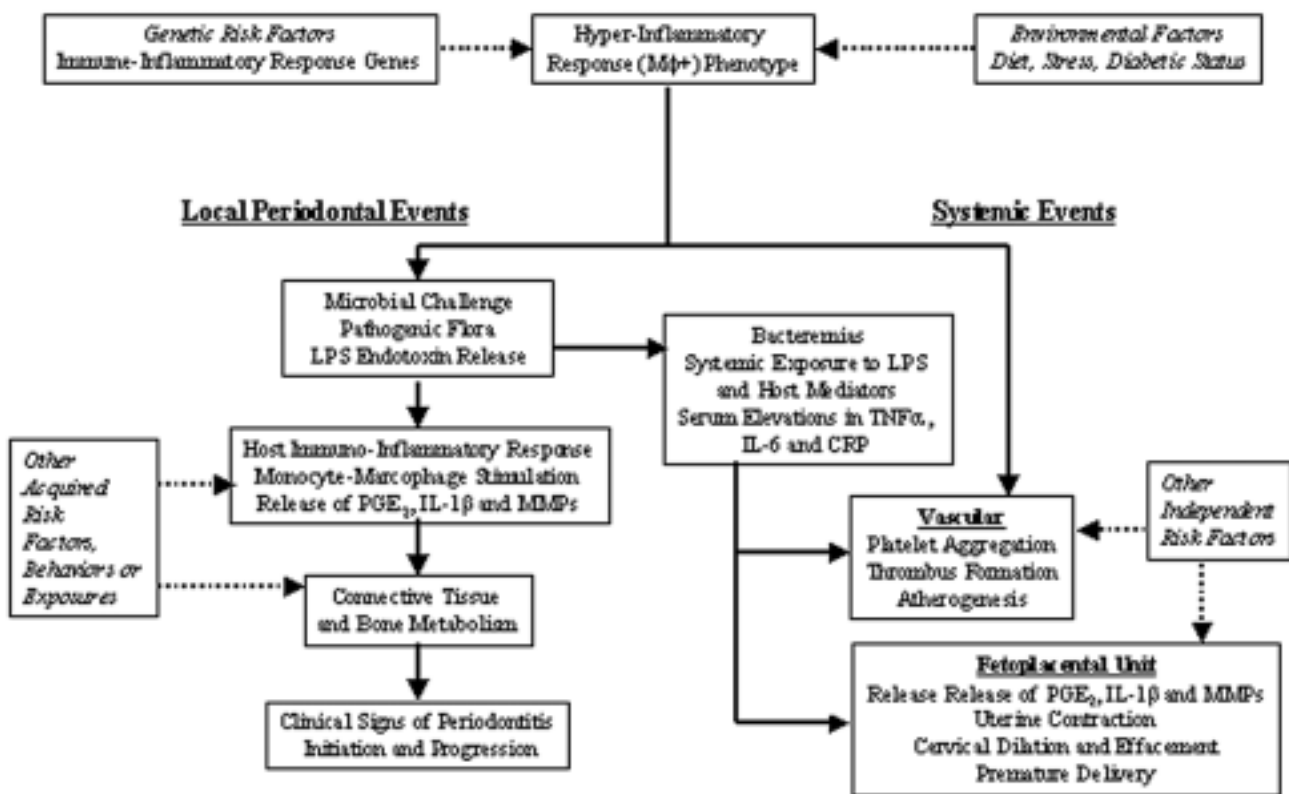 Genetic Risk Factors
Immune-Inflammatory Response Genes
Hyper-Inflammatory
Response (Mϕ+) Phenotype
Environmental Factors
Diet, Stress, Diabetic Status
Local Periodontal Events
Systemic Events
Microbial Challenge
Pathogenic Flora
LPS Endotoxin Release
Bacteremias
Systemic Exposure to LPS
and Host Mediators
Serum Elevations in TNFα,
IL-6 and CRP
Host Immuno-Inflammatory Response
Monocyte-Marcophage Stimulation
Release of PGE₂, IL-1β and MMPs
Other
Acquired
Risk
Factors,
Behaviors or
Exposures
Connective Tissue
and Bone Metabolism
Clinical Signs of Periodontitis
Initiation and Progression
Vascular
Platelet Aggregation
Thrombus Formation
Atherogenesis
Other
Independent
Risk Factors
Fetoplacental Unit
Release Release of PGE₂, IL-1β and MMPs
Uterine Contraction
Cervical Dilation and Effacement
Premature Delivery